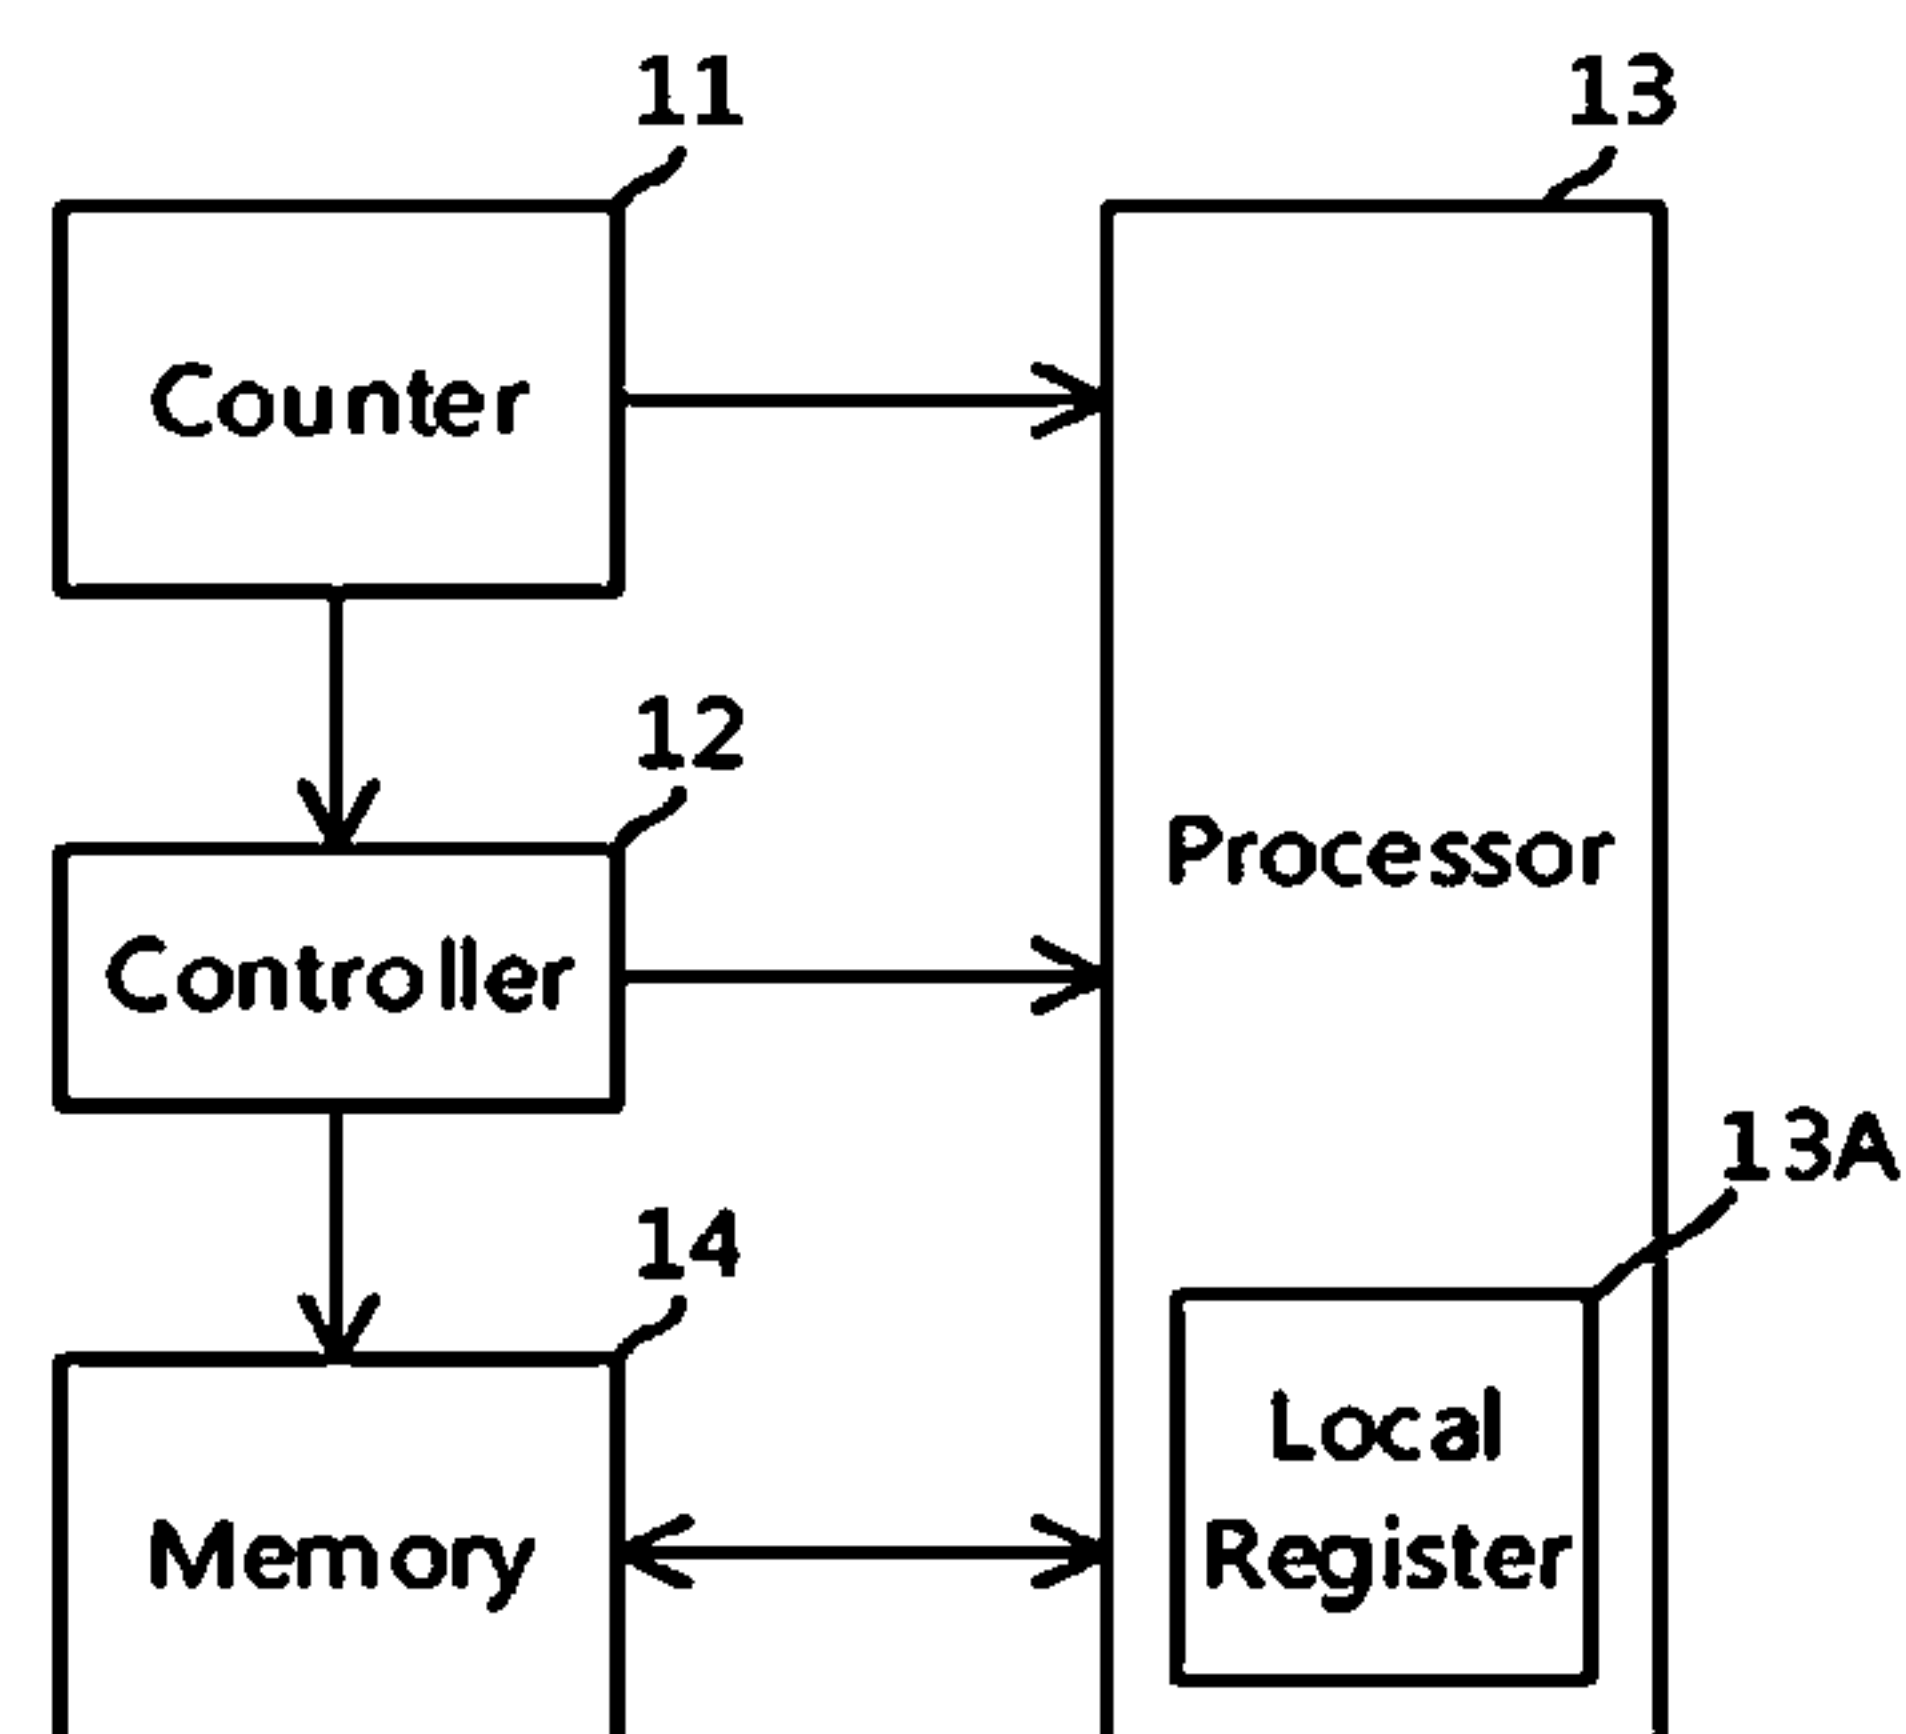 11
13
Counter
12
Processor
Controller
13A
14
Local
Register
Memory